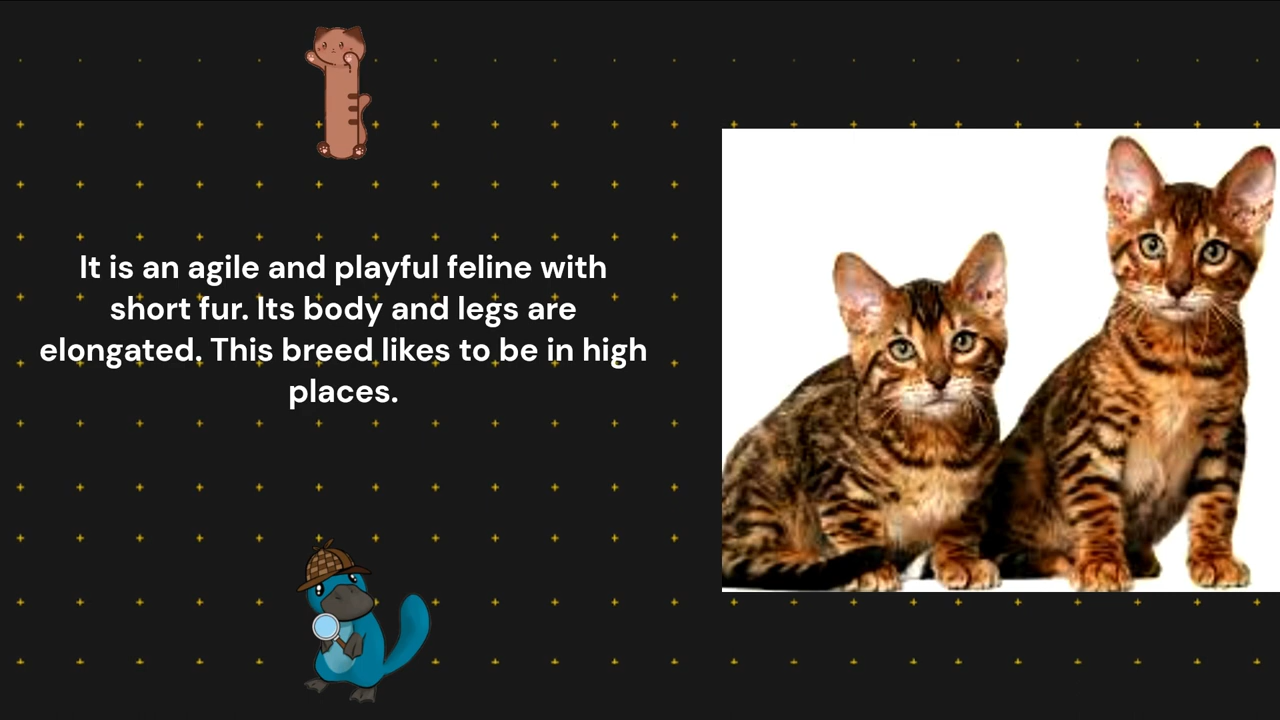 It is an agile and playful feline with
short fur. Its body and legs are
elongated. This breed likes to be in high
places.